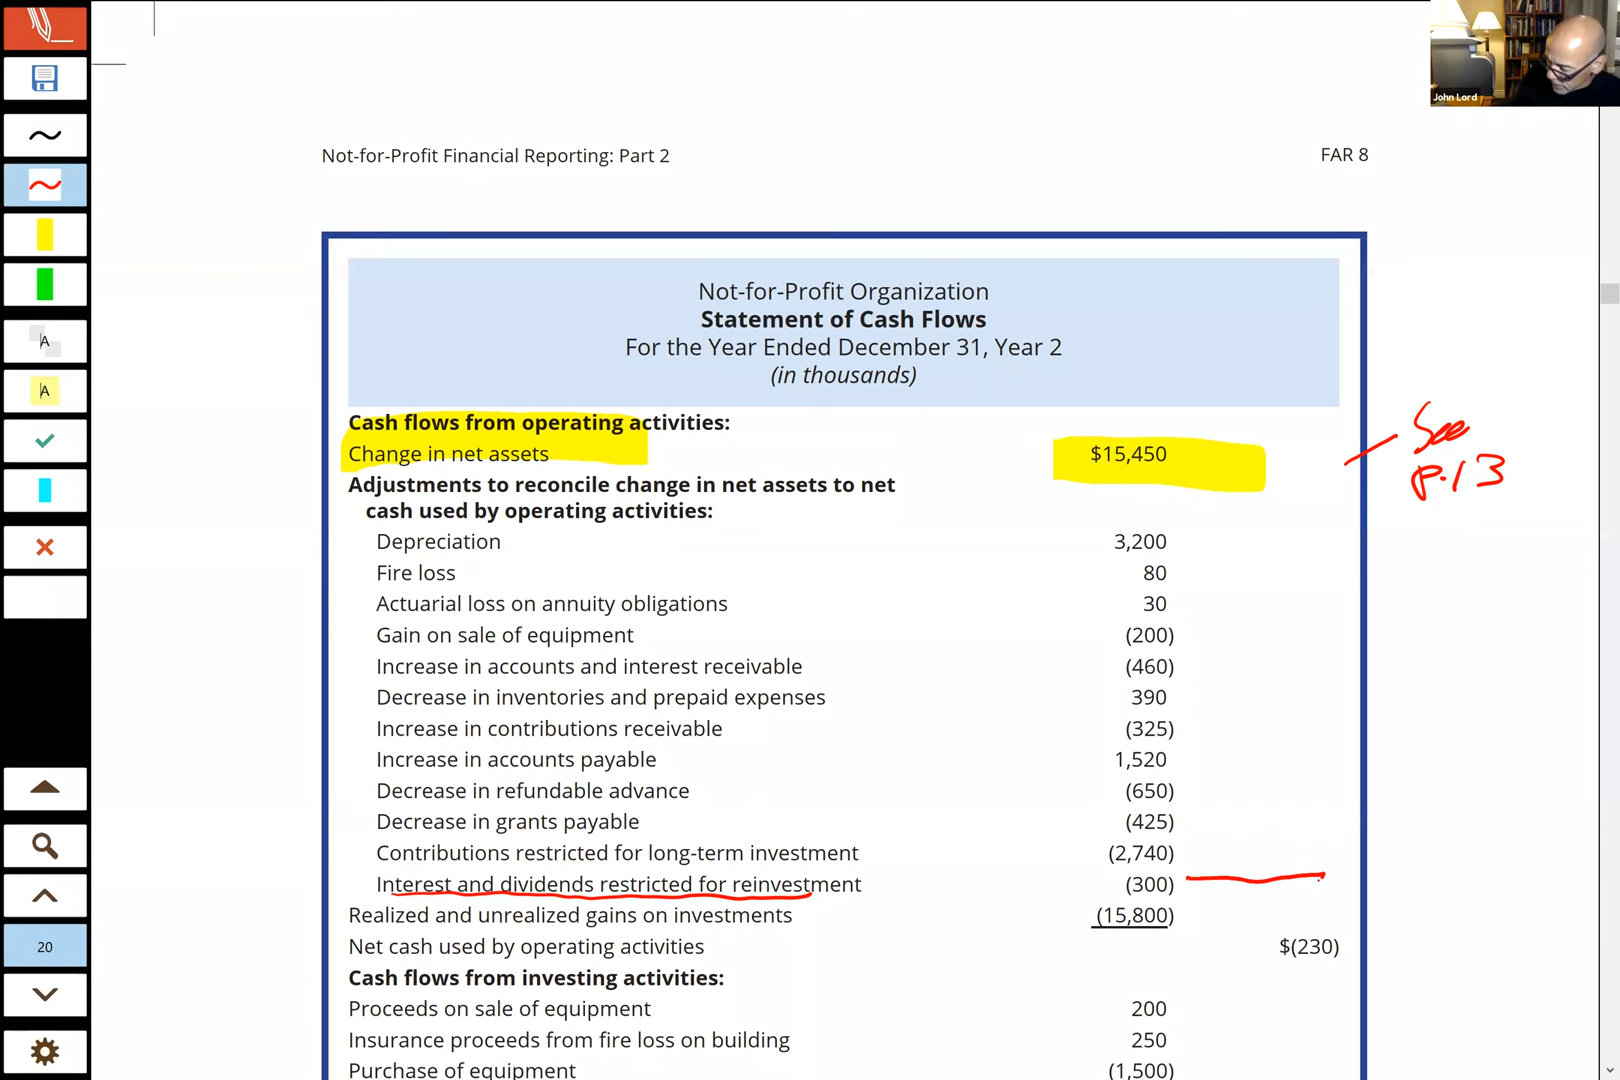 John Lord
Not-for-Profit Financial Reporting: Part 2
FAR 8
Not-for-Profit Organization
Statement of Cash Flows
For the Year Ended December 31, Year 2
(in thousands)
Cash flows from operating activities:
Change in net assets $15,450
See
p.13
Adjustments to reconcile change in net assets to net
cash used by operating activities:
Depreciation 3,200
Fire loss 80
Actuarial loss on annuity obligations 30
Gain on sale of equipment (200)
Increase in accounts and interest receivable (460)
Decrease in inventories and prepaid expenses 390
Increase in contributions receivable (325)
Increase in accounts payable 1,520
Decrease in refundable advance (650)
Decrease in grants payable (425)
Contributions restricted for long-term investment (2,740)
Interest and dividends restricted for reinvestment (300)
Realized and unrealized gains on investments (15,800)
Net cash used by operating activities $(230)
Cash flows from investing activities:
Proceeds on sale of equipment 200
Insurance proceeds from fire loss on building 250
Purchase of equipment (1,500)
A
A
20